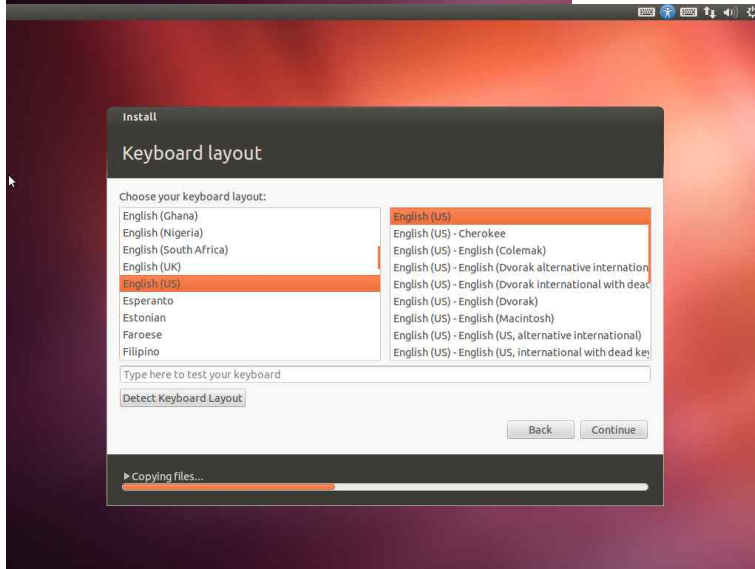 Install
Keyboard layout
Choose your keyboard layout:
English (Ghana)
English (Nigeria)
English (South Africa)
English (UK)
English (US)
Esperanto
Estonian
Faroese
Filipino
English (US)
English (US) - Cherokee
English (US) - English (Colemak)
English (US) - English (Dvorak alternative internation
English (US) - English (Dvorak international with dead
English (US) - English (Dvorak)
English (US) - English (Macintosh)
English (US) - English (US, alternative international)
English (US) - English (US, international with dead key
Type here to test your keyboard
Detect Keyboard Layout
Back
Continue
Copying files...